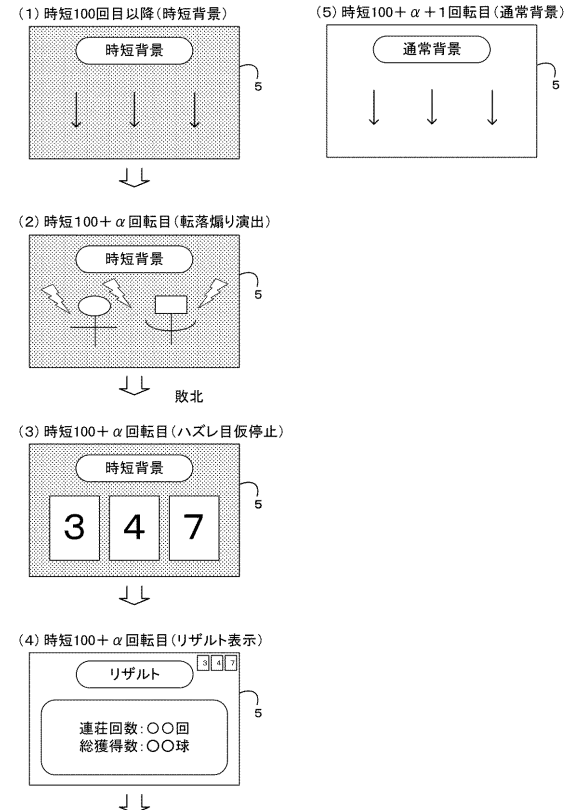 (1)時短100回目以降(時短背景)
時短背景
5
(2)時短100+α回転目(転落煽り演出)
時短背景
5
敗北
(3)時短100+α回転目(ハズレ目仮停止)
時短背景
3 4 7
5
(4)時短100+α回転目(リザルト表示)
リザルト
3 4 7
連荘回数:〇〇回
総獲得数:〇〇球
5
(5)時短100+α+1回転目(通常背景)
通常背景
5